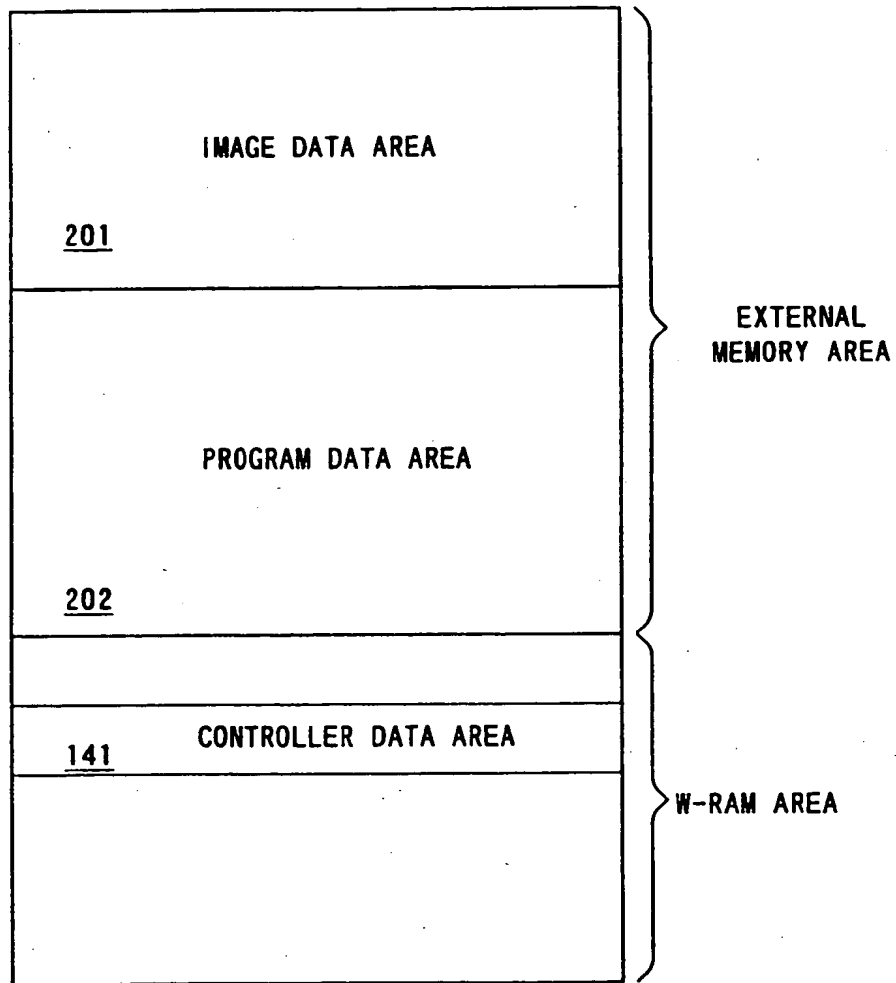 IMAGE DATA AREA
201
EXTERNAL
MEMORY AREA
PROGRAM DATA AREA
202
CONTROLLER DATA AREA
141
W-RAM AREA